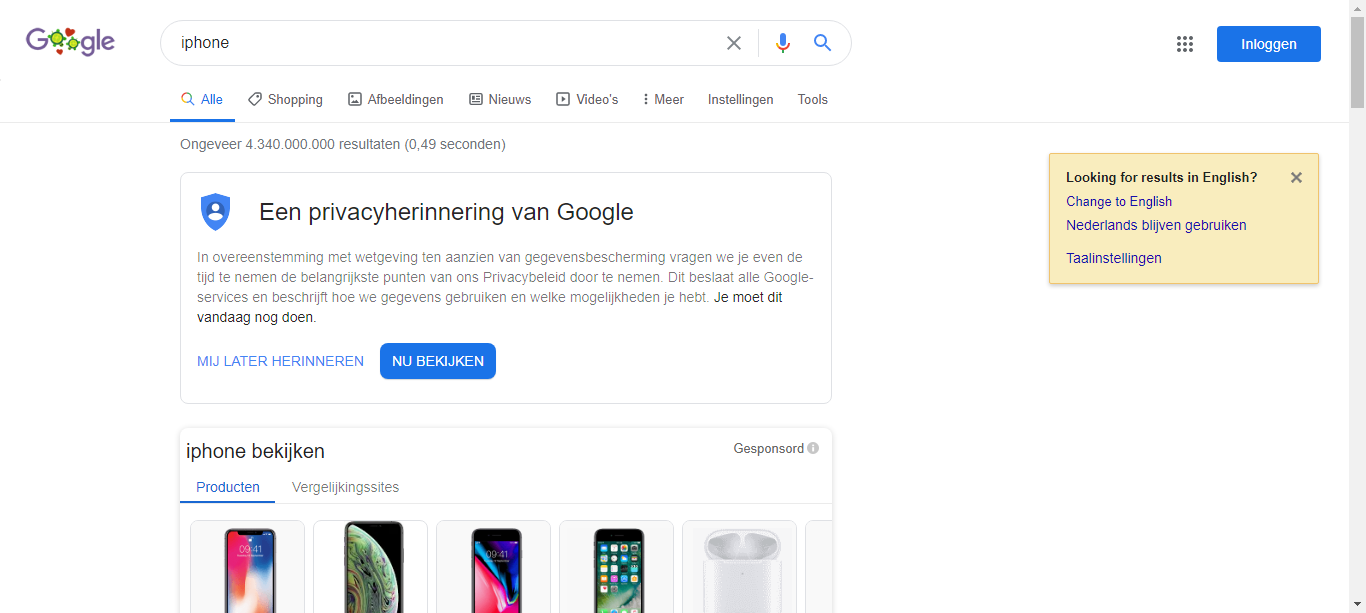 Google
iphone
Inloggen
Alle
Shopping
Afbeeldingen
Nieuws
Video's
Meer
Instellingen
Tools
Ongeveer 4.340.000.000 resultaten (0,49 seconden)
Looking for results in English?
Change to English
Nederlands blijven gebruiken
Taalinstellingen
Een privacyherinnering van Google
In overeenstemming met wetgeving ten aanzien van gegevensbescherming vragen we je even de
tijd te nemen de belangrijkste punten van ons Privacybeleid door te nemen. Dit beslaat alle Google-
services en beschrijft hoe we gegevens gebruiken en welke mogelijkheden je hebt. Je moet dit
vandaag nog doen.
MIJ LATER HERINNEREN
NU BEKIJKEN
iphone bekijken
Gesponsord
Producten
Vergelijkingssites
09:41
09:41